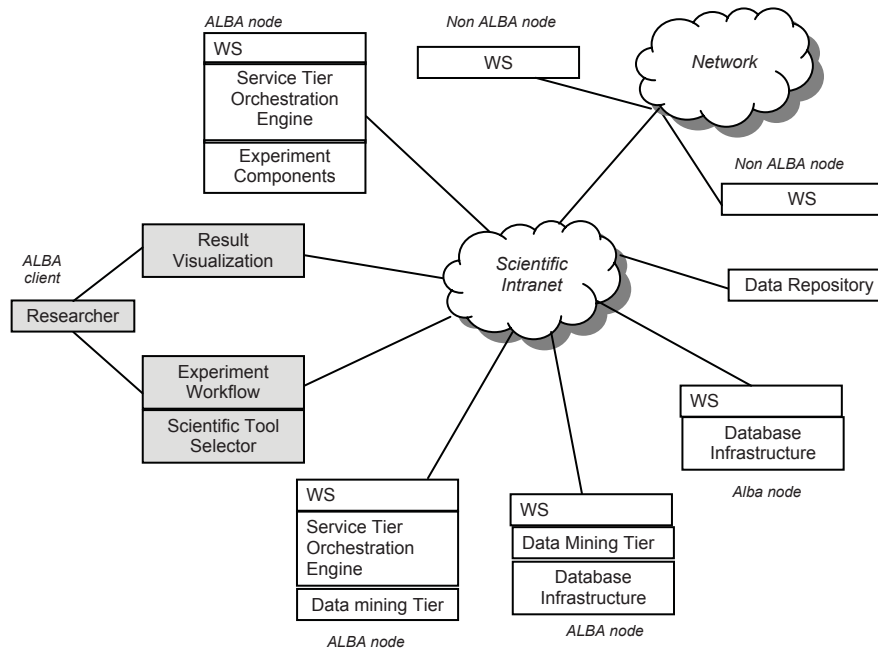 ALBA node
WS
Service Tier
Orchestration
Engine
Experiment
Components
Non ALBA node
WS
Network
Non ALBA node
WS
ALBA
client
Researcher
Result
Visualization
Experiment
Workflow
Scientific Tool
Selector
Scientific
Intranet
Data Repository
WS
Database
Infrastructure
Alba node
WS
Service Tier
Orchestration
Engine
Data mining Tier
ALBA node
WS
Data Mining Tier
Database
Infrastructure
ALBA node